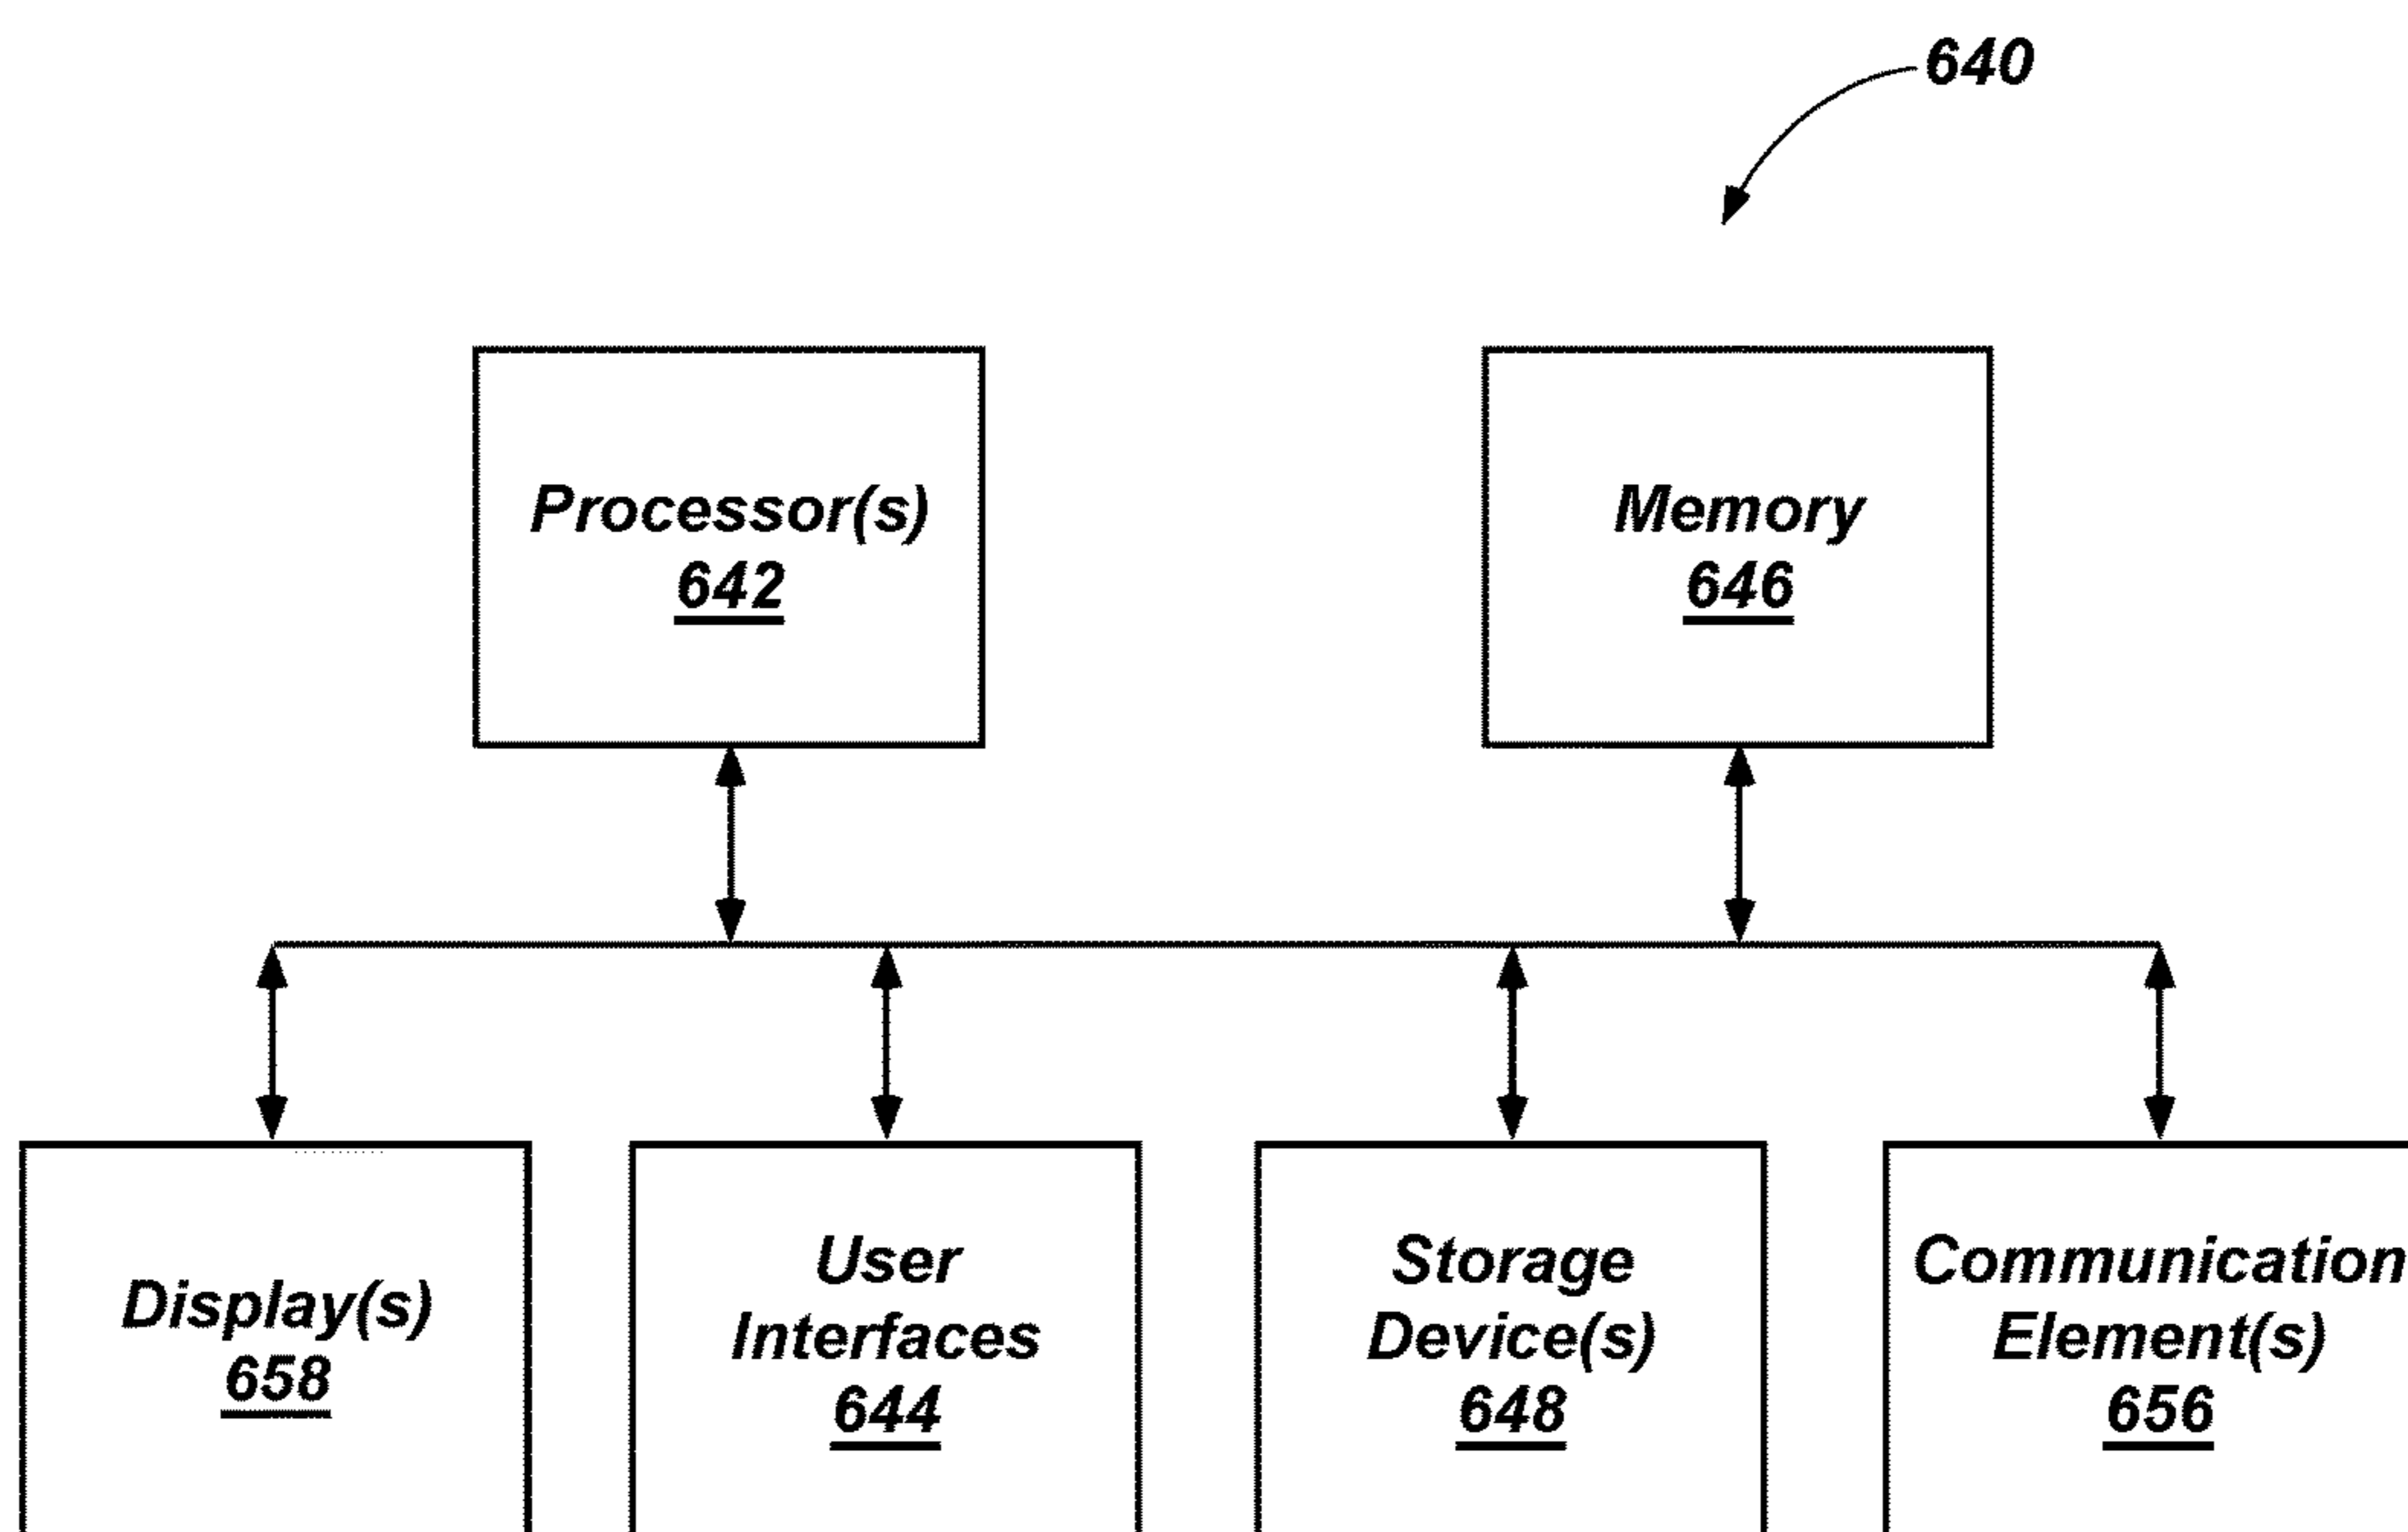 640
Processor(s)
642
Memory
646
Display(s)
658
User
Interfaces
644
Storage
Device(s)
648
Communication
Element(s)
656